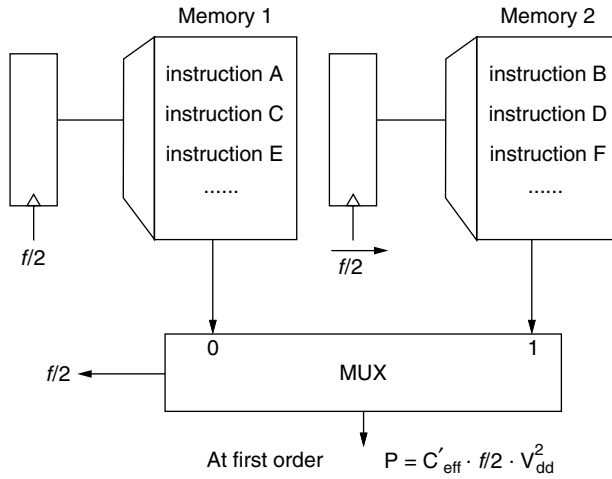 Memory 1
Memory 2
instruction A
instruction C
instruction E
......
instruction B
instruction D
instruction F
......
f/2
f/2
0
1
MUX
f/2
At first order
P = C′eff · f/2 · V²dd